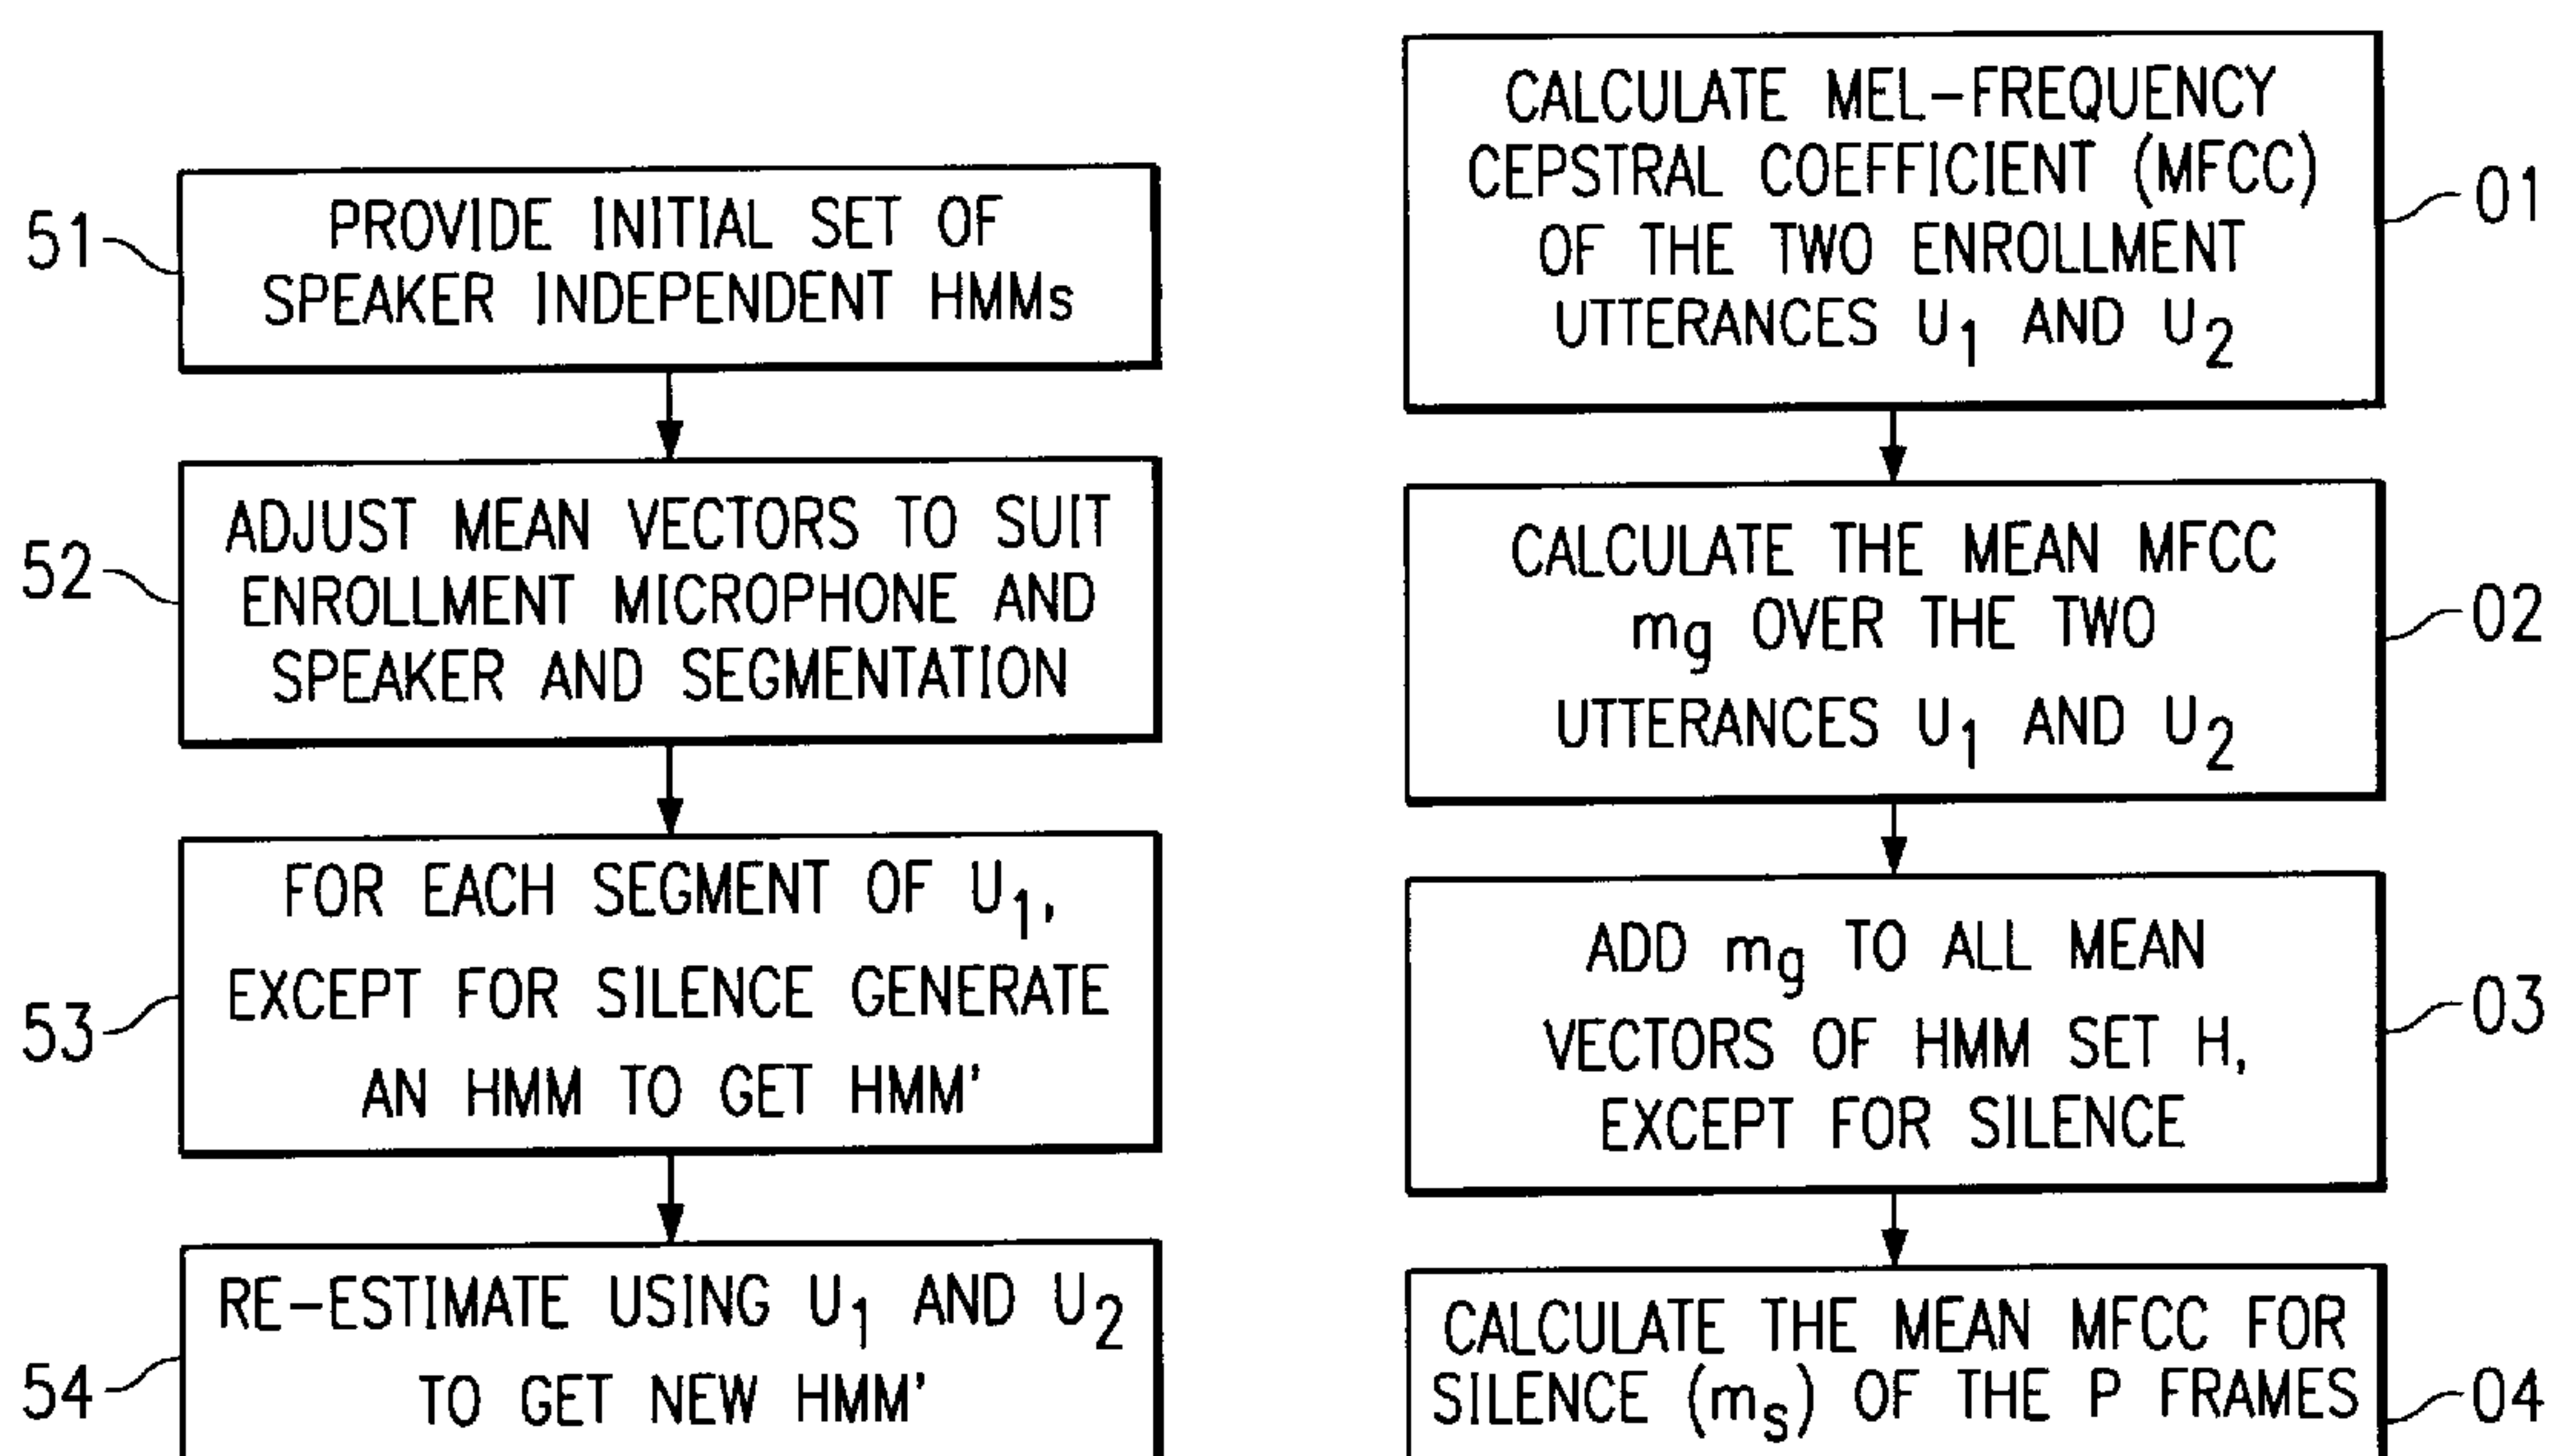 51
PROVIDE INITIAL SET OF
SPEAKER INDEPENDENT HMMs
52
ADJUST MEAN VECTORS TO SUIT
ENROLLMENT MICROPHONE AND
SPEAKER AND SEGMENTATION
53
FOR EACH SEGMENT OF U1,
EXCEPT FOR SILENCE GENERATE
AN HMM TO GET HMM'
54
RE-ESTIMATE USING U1 AND U2
TO GET NEW HMM'
CALCULATE MEL-FREQUENCY
CEPSTRAL COEFFICIENT (MFCC)
OF THE TWO ENROLLMENT
UTTERANCES U1 AND U2
01
CALCULATE THE MEAN MFCC
mg OVER THE TWO
UTTERANCES U1 AND U2
02
ADD mg TO ALL MEAN
VECTORS OF HMM SET H,
EXCEPT FOR SILENCE
03
CALCULATE THE MEAN MFCC FOR
SILENCE (ms) OF THE P FRAMES
04